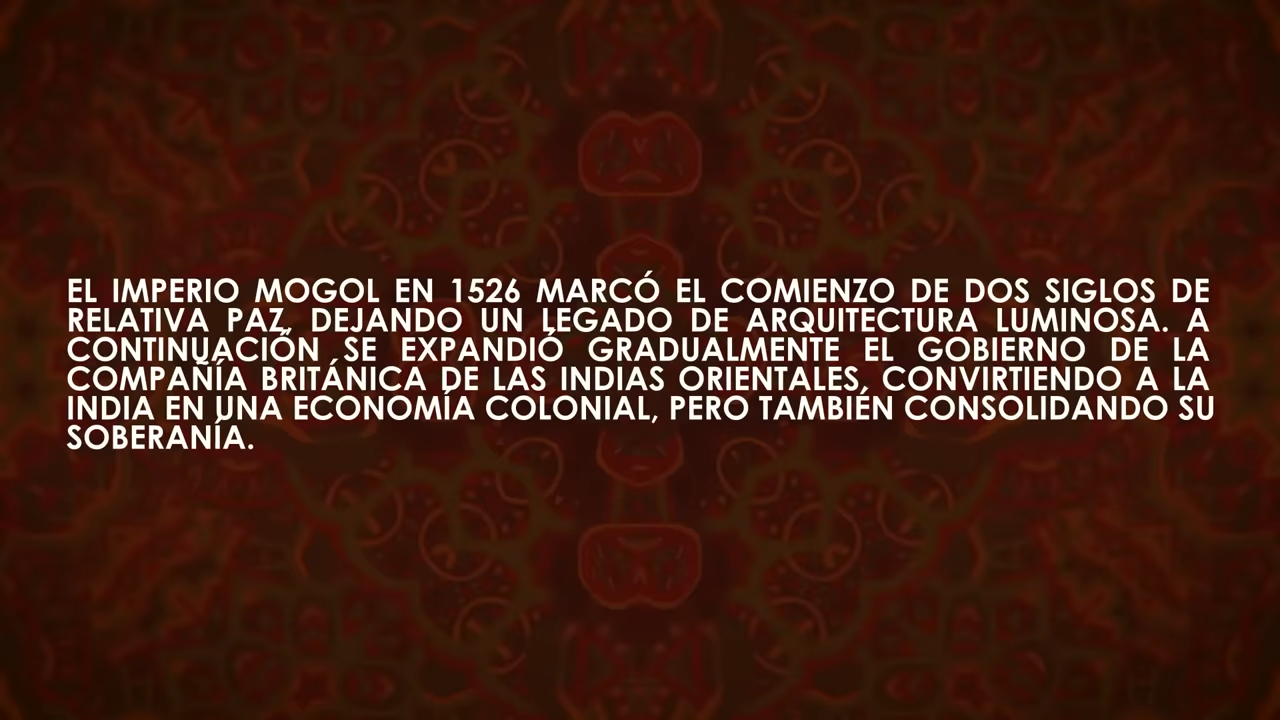 EL IMPERIO MOGOL EN 1526 MARCÓ EL COMIENZO DE DOS SIGLOS DE
RELATIVA PAZ, DEJANDO UN LEGADO DE ARQUITECTURA LUMINOSA. A
CONTINUACIÓN SE EXPANDIÓ GRADUALMENTE EL GOBIERNO DE LA
COMPAÑÍA BRITÁNICA DE LAS INDIAS ORIENTALES, CONVIRTIENDO A LA
INDIA EN UNA ECONOMÍA COLONIAL, PERO TAMBIÉN CONSOLIDANDO SU
SOBERANÍA.